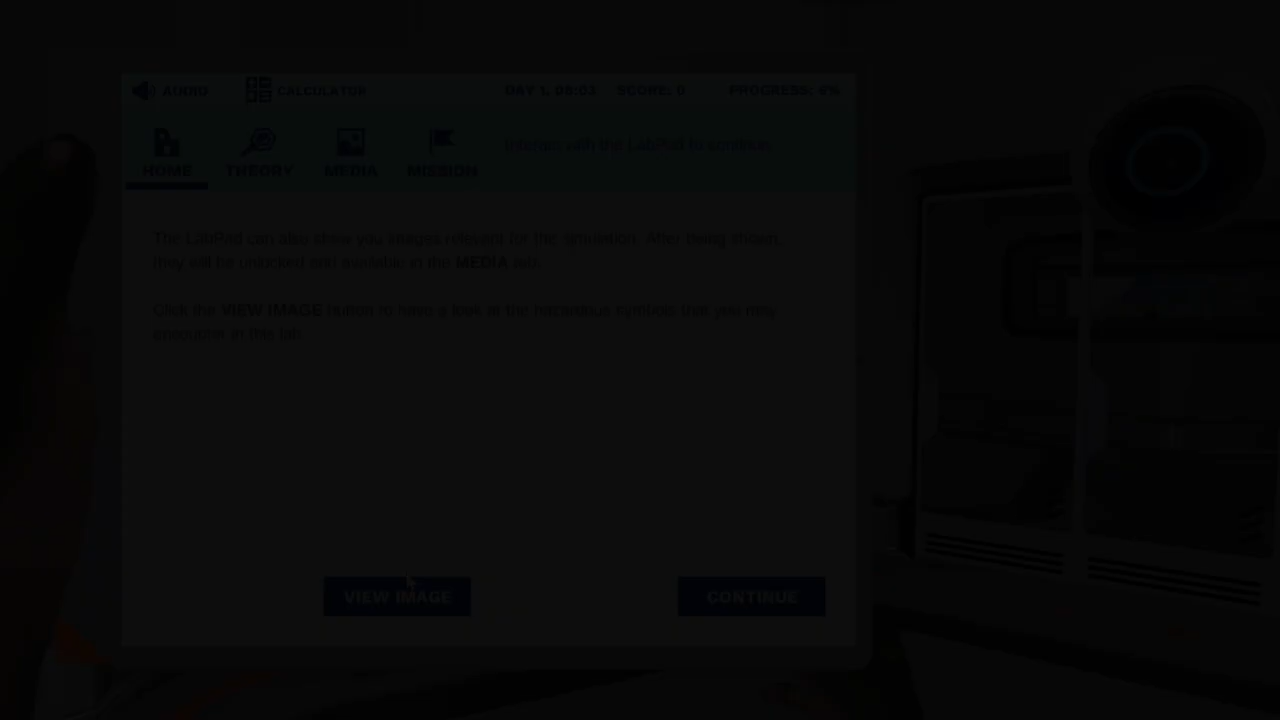 AUDIO CALCULATOR DAY 1, 08:03 SCORE: 0 PROGRESS: 6%
HOME THEORY MEDIA MISSION Interact with the LabPad to continue.
The LabPad can also show you images relevant for the simulation. After being shown,
they will be unlocked and available in the MEDIA tab.
Click the VIEW IMAGE button to have a look at the hazardous symbols that you may
encounter in this lab.
VIEW IMAGE CONTINUE